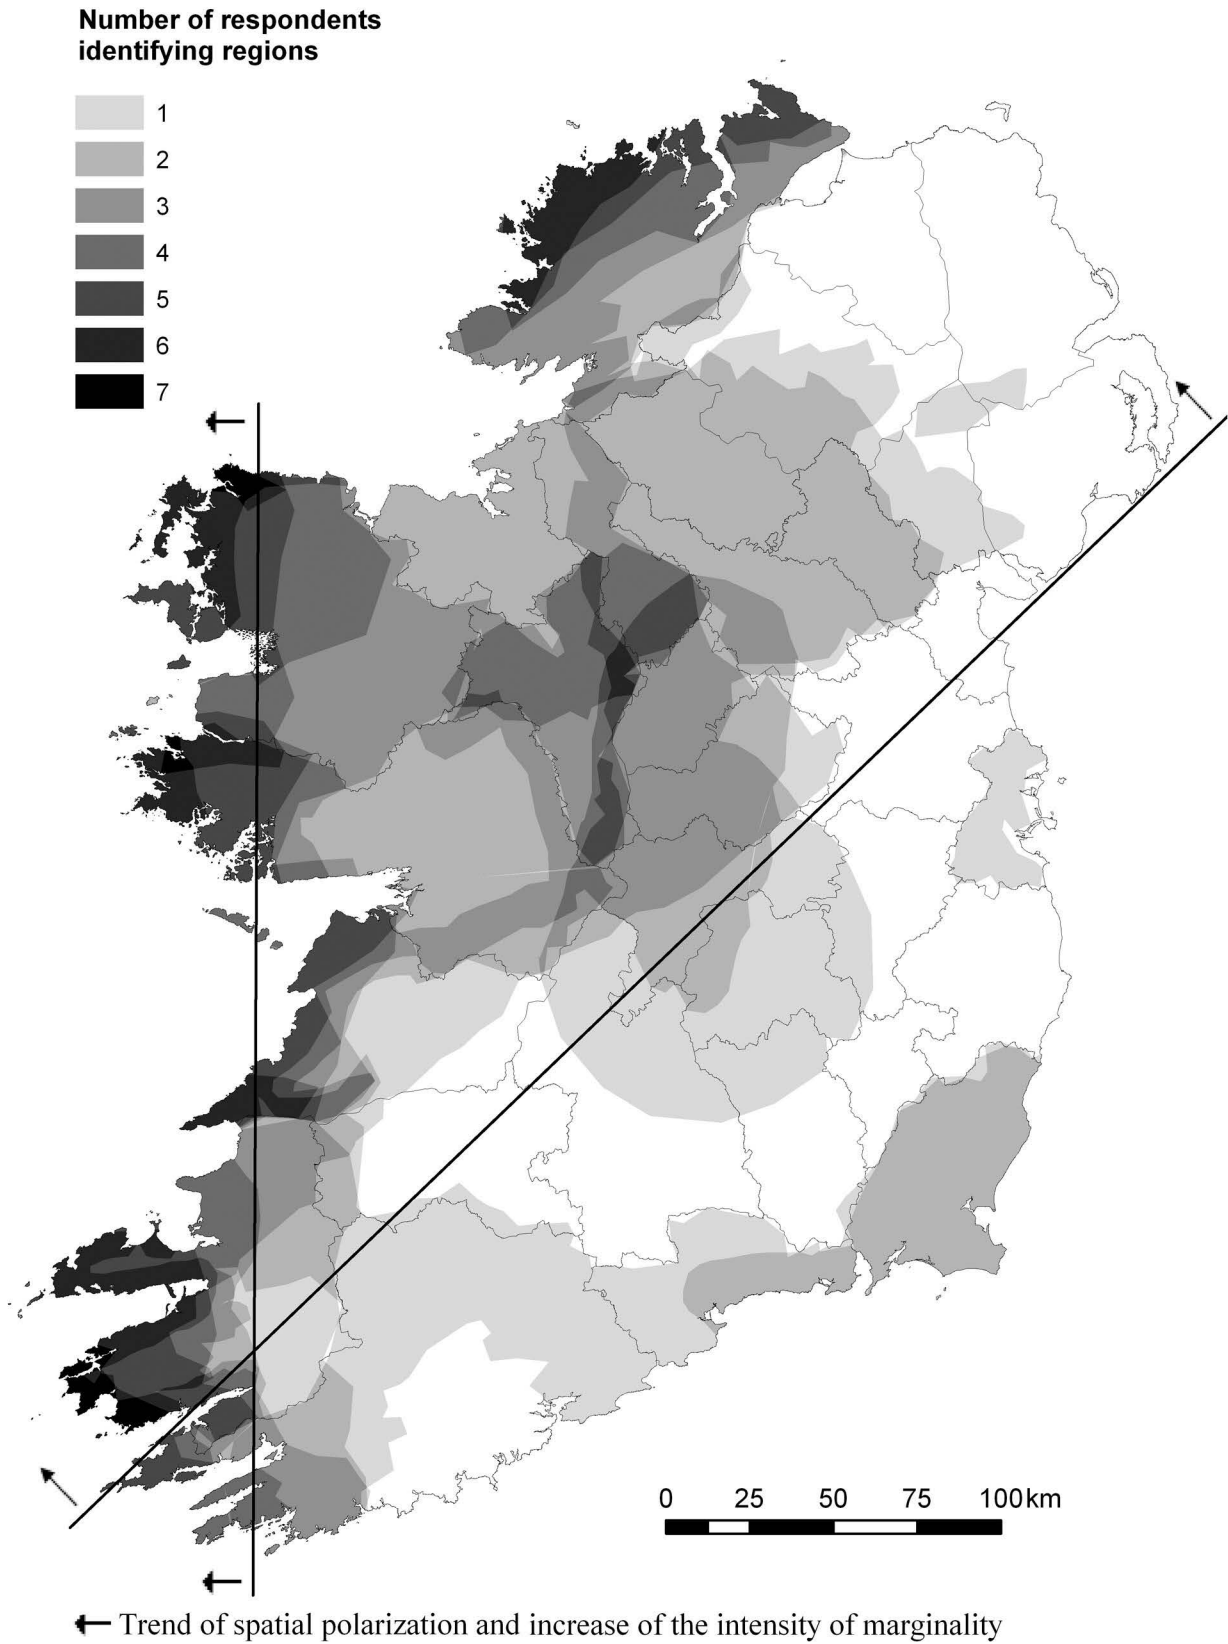 Number of respondents
identifying regions
1
2
3
4
5
6
7
0 25 50 75 100km
Trend of spatial polarization and increase of the intensity of marginality